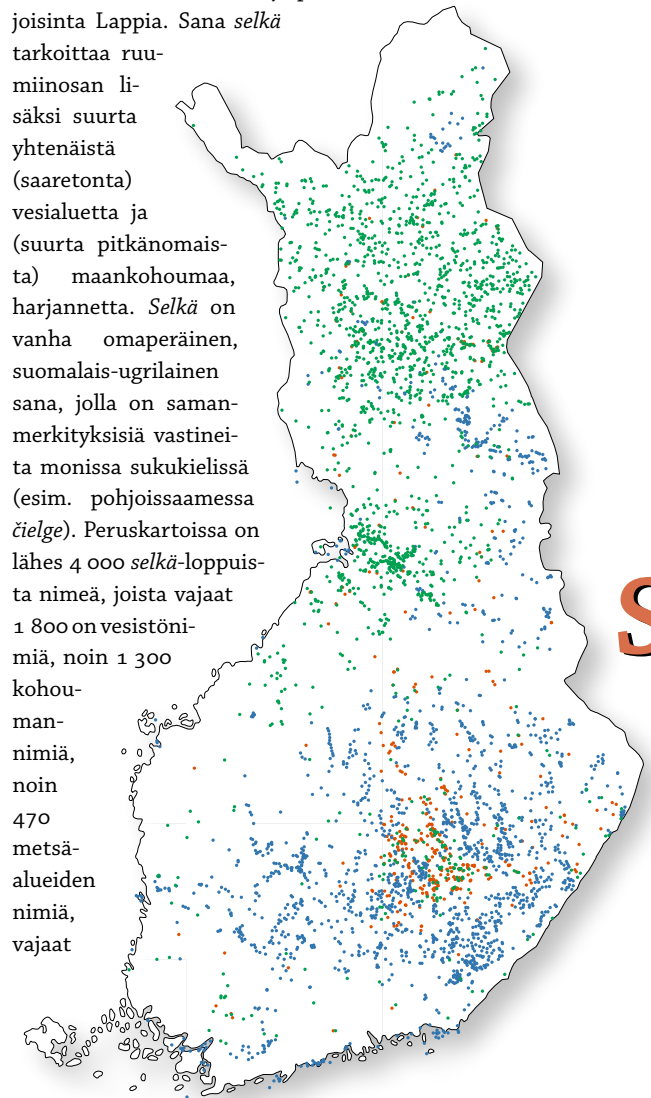 joisinta Lappia. Sana selkä
tarkoittaa ruu-
miinosan li-
säksi suurta
yhtenäistä
(saaretonta)
vesialuetta ja
(suurta pitkänomais-
ta) maankohoumaa,
harjannetta. Selkä on
vanha omaperäinen,
suomalais-ugrilainen
sana, jolla on saman-
merkityksisiä vastinei-
ta monissa sukukielissä
(esim. pohjoissaamessa
čielge). Peruskartoissa on
lähes 4 000 selkä-loppuis-
ta nimeä, joista vajaat
1 800 on vesistöni-
miä, noin 1 300
kohou-
man-
nimiä,
noin
470
metsä-
alueiden
nimiä,
vajaat
S